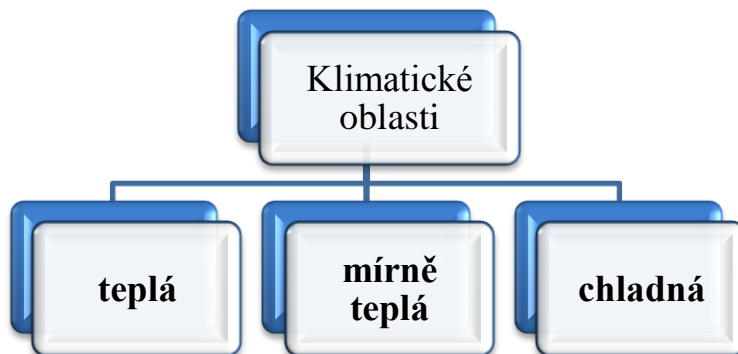 Klimatické
oblasti
teplá
mírně
teplá
chladná